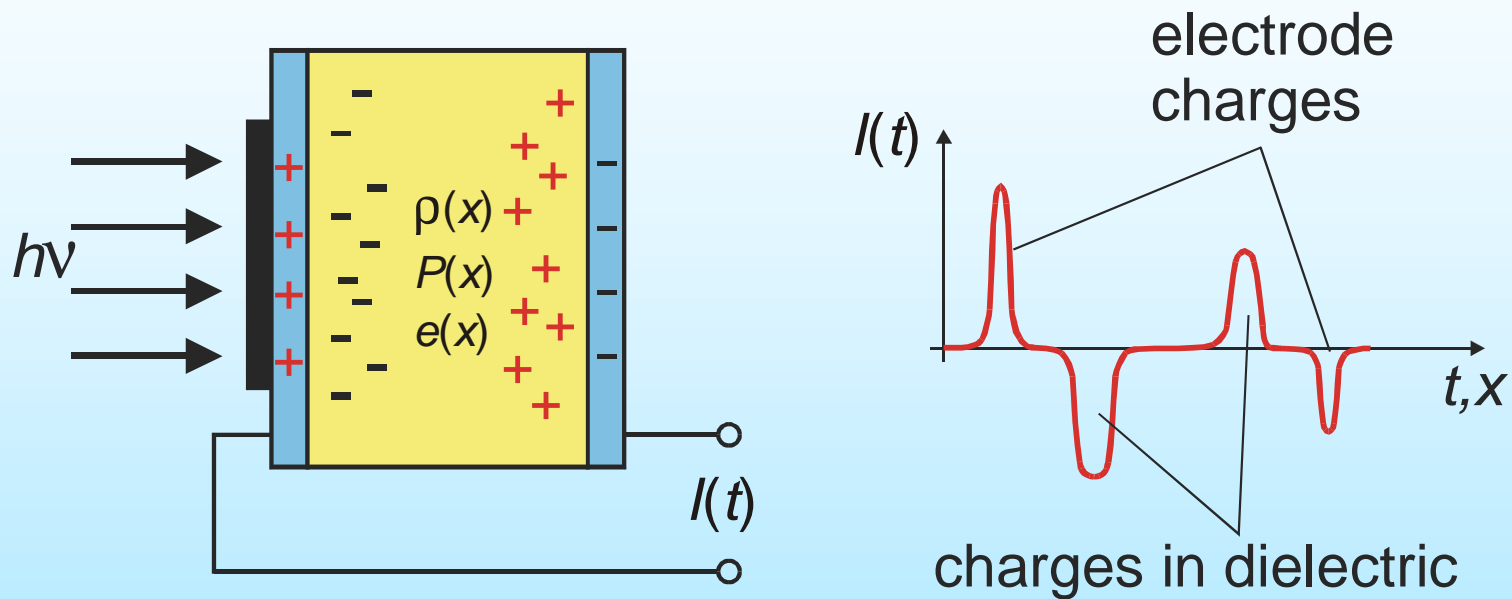 hν
ρ(x)
P(x)
e(x)
I(t)
electrode
charges
I(t)
t,x
charges in dielectric